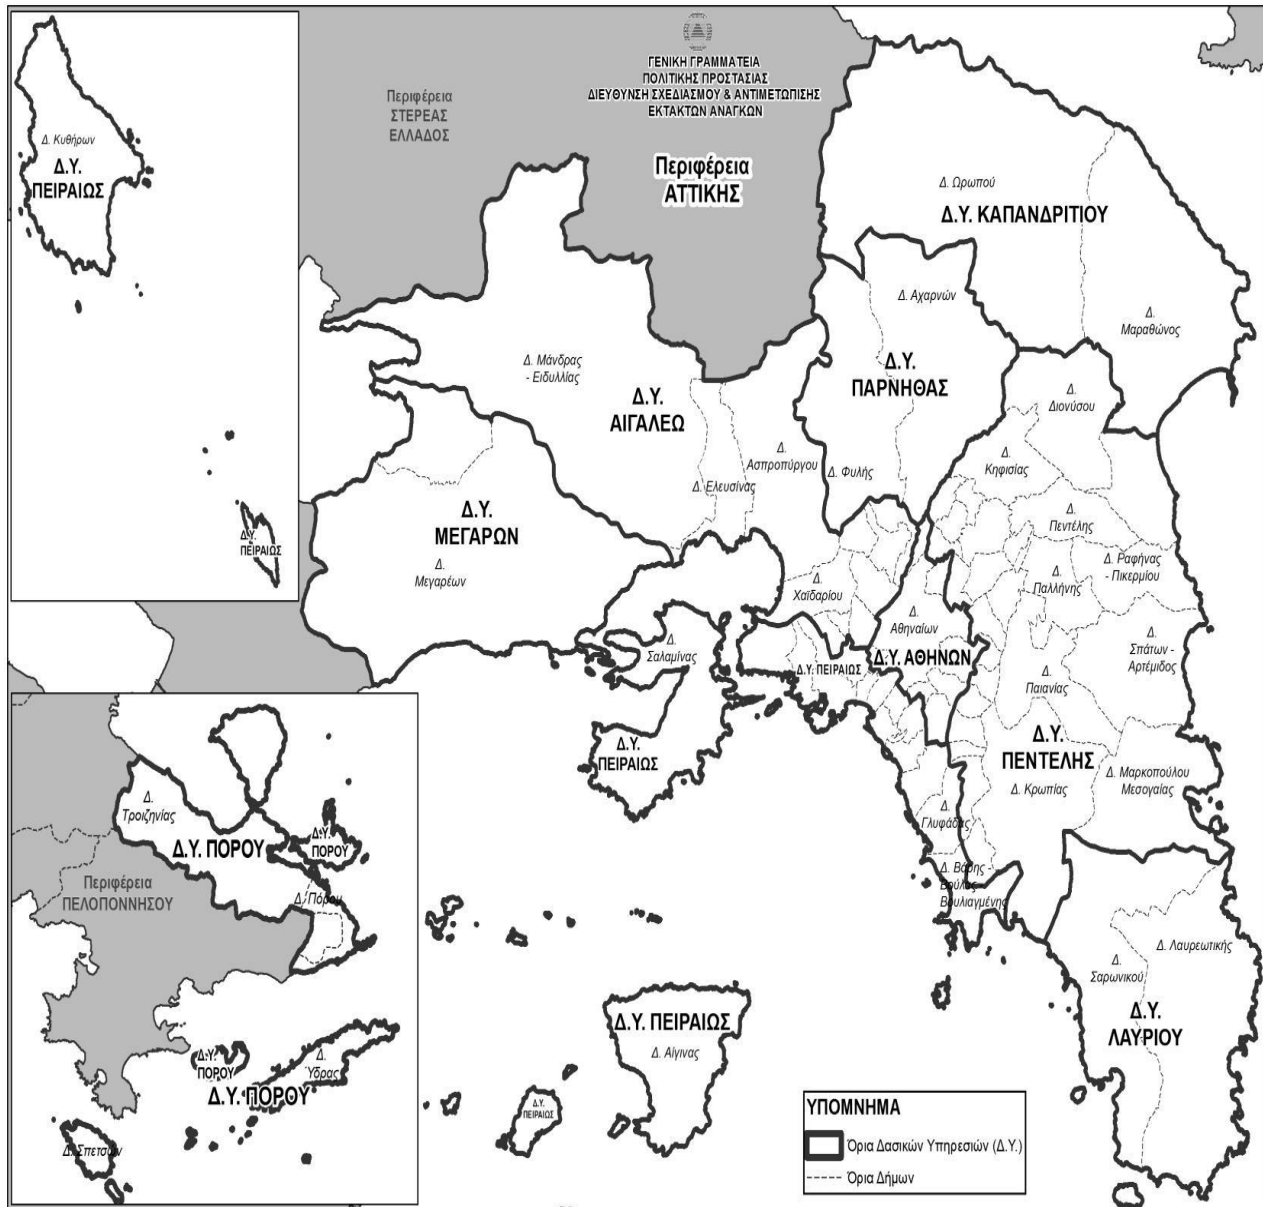 ΓΕΝΙΚΗ ΓΡΑΜΜΑΤΕΙΑ
ΠΟΛΙΤΙΚΗΣ ΠΡΟΣΤΑΣΙΑΣ
ΔΙΕΥΘΥΝΣΗ ΣΧΕΔΙΑΣΜΟΥ & ΑΝΤΙΜΕΤΩΠΙΣΗΣ
ΕΚΤΑΚΤΩΝ ΑΝΑΓΚΩΝ
Περιφέρεια
ΣΤΕΡΕΑΣ
ΕΛΛΑΔΟΣ
Περιφέρεια
ΑΤΤΙΚΗΣ
Δ. Κυθήρων
Δ.Υ.
ΠΕΙΡΑΙΩΣ
Δ.Υ.
ΠΕΙΡΑΙΩΣ
Δ. Ωρωπού
Δ.Υ. ΚΑΠΑΝΔΡΙΤΙΟΥ
Δ.
Μαραθώνος
Δ. Αχαρνών
Δ.Υ.
ΠΑΡΝΗΘΑΣ
Δ. Φυλής
Δ. Μάνδρας
- Ειδυλλίας
Δ.Υ.
ΑΙΓΑΛΕΩ
Δ.
Ασπροπύργου
Δ. Ελευσίνας
Δ.
Διονύσου
Δ.
Κηφισίας
Δ.
Πεντέλης
Δ. Ραφήνας
- Πικερμίου
Δ.
Παλλήνης
Δ.Υ.
ΜΕΓΑΡΩΝ
Δ.
Μεγαρέων
Δ.
Χαϊδαρίου
Δ.
Αθηναίων
Δ.Υ. ΑΘΗΝΩΝ
Δ.Υ. ΠΕΙΡΑΙΩΣ
Δ.
Σαλαμίνας
Δ.Υ.
ΠΕΙΡΑΙΩΣ
Δ.
Σπάτων -
Αρτέμιδος
Δ.
Παιανίας
Δ.Υ.
ΠΕΝΤΕΛΗΣ
Δ. Κρωπίας
Δ. Μαρκοπούλου
Μεσογαίας
Δ.
Γλυφάδας
Δ. Βάρης -
Βούλας -
Βουλιαγμένης
Δ. Λαυρεωτικής
Δ.
Σαρωνικού
Δ.Υ.
ΛΑΥΡΙΟΥ
Δ.
Τροιζηνίας
Δ.Υ. ΠΟΡΟΥ
Δ.Υ.
ΠΟΡΟΥ
Περιφέρεια
ΠΕΛΟΠΟΝΝΗΣΟΥ
Δ. Πόρου
Δ.Υ.
ΠΟΡΟΥ
Δ.
Ύδρας
Δ.Υ. ΠΟΡΟΥ
Δ. Σπετσών
Δ.Υ. ΠΕΙΡΑΙΩΣ
Δ. Αίγινας
Δ.Υ.
ΠΕΙΡΑΙΩΣ
ΥΠΟΜΝΗΜΑ
Όρια Δασικών Υπηρεσιών (Δ.Υ.)
Όρια Δήμων